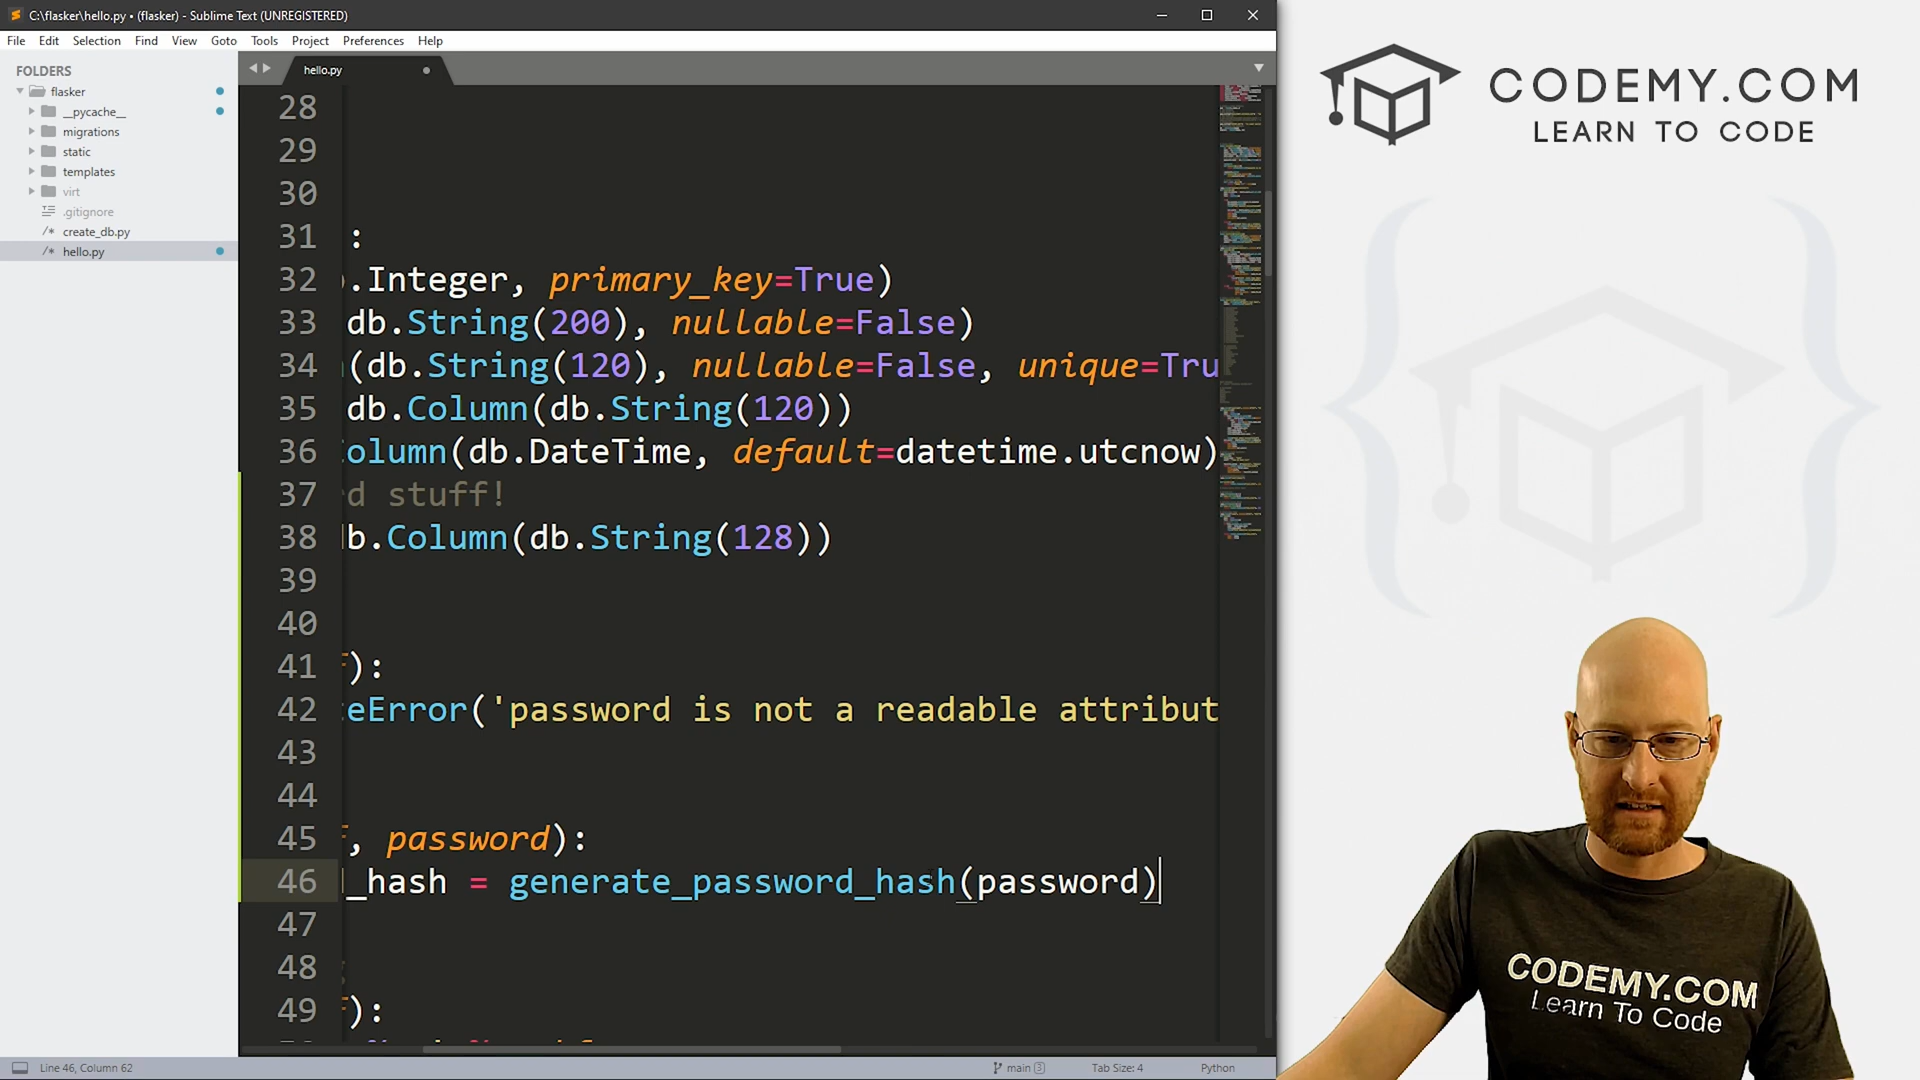 C:\flasker\hello.py • (flasker) - Sublime Text (UNREGISTERED)
File Edit Selection Find View Goto Tools Project Preferences Help
FOLDERS
flasker
__pycache__
migrations
static
templates
virt
.gitignore
create_db.py
hello.py
hello.py
28
29
30
31 :
32 .Integer, primary_key=True)
33 db.String(200), nullable=False)
34 (db.String(120), nullable=False, unique=Tru
35 db.Column(db.String(120))
36 olumn(db.DateTime, default=datetime.utcnow)
37 d stuff!
38 b.Column(db.String(128))
39
40
41 ):
42 eError('password is not a readable attribut
43
44
45 , password):
46 _hash = generate_password_hash(password)
47
48
49 ):
Line 46, Column 62
main 3
Tab Size: 4
Python
CODEMY.COM
LEARN TO CODE
CODEMY.COM
Learn To Code